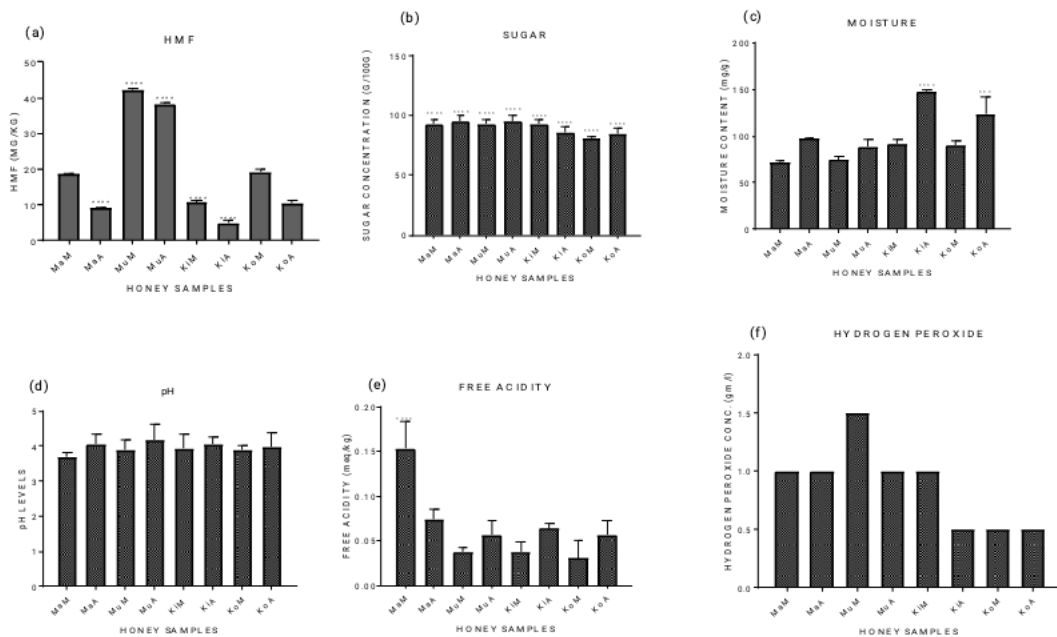 (a)
HMF
HMF (MG/KG)
50
40
30
20
10
0
****
****
****
****
****
MaM
MaA
MuM
MuA
KiM
KiA
KoM
KoA
HONEY SAMPLES
(b)
SUGAR
SUGAR CONCENTRATION (G/100G)
150
100
50
0
****
****
****
****
****
****
****
****
MaM
MaA
MuM
MuA
KiM
KiA
KoM
KoA
HONEY SAMPLES
(c)
MOISTURE
MOISTURE CONTENT (mg/g)
200
150
100
50
0
****
***
MaM
MaA
MuM
MuA
KiM
KiA
KoM
KoA
HONEY SAMPLES
(d)
pH
pH LEVELS
5
4
3
2
1
0
MaM
MaA
MuM
MuA
KiM
KiA
KoM
KoA
HONEY SAMPLES
(e)
FREE ACIDITY
FREE ACIDITY (meq/kg)
0.20
0.15
0.10
0.05
0.00
****
MaM
MaA
MuM
MuA
KiM
KiA
KoM
KoA
HONEY SAMPLES
(f)
HYDROGEN PEROXIDE
HYDROGEN PEROXIDE CONC. (gm/l)
2.0
1.5
1.0
0.5
0.0
MaM
MaA
MuM
MuA
KiM
KiA
KoM
KoA
HONEY SAMPLES